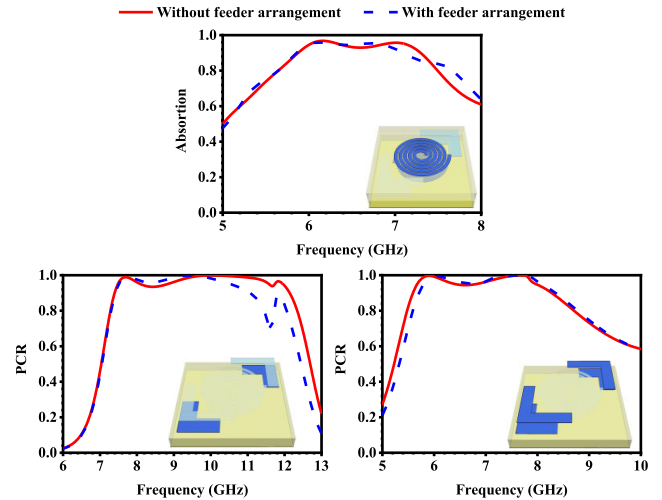 Without feeder arrangement With feeder arrangement
1.0
0.8
0.6
0.4
0.2
0.0
Absortion
5 6 7 8
Frequency (GHz)
1.0
0.8
0.6
0.4
0.2
0.0
PCR
6 7 8 9 10 11 12 13
Frequency (GHz)
1.0
0.8
0.6
0.4
0.2
0.0
PCR
5 6 7 8 9 10
Frequency (GHz)